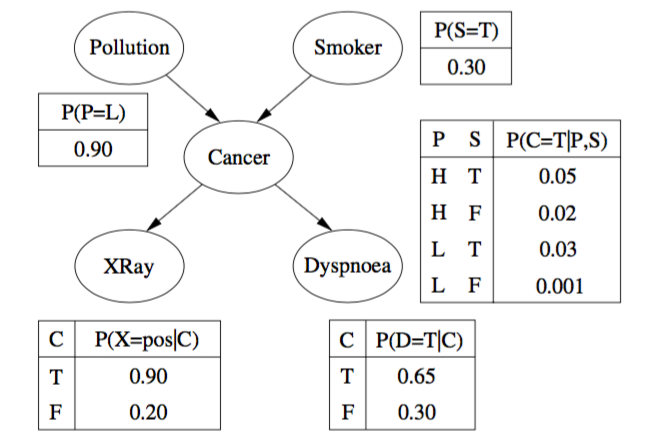 Pollution
Smoker
P(S=T)
0.30
P(P=L)
0.90
Cancer
P S P(C=T|P,S)
H T 0.05
H F 0.02
L T 0.03
L F 0.001
XRay
Dyspnoea
C P(X=pos|C)
T 0.90
F 0.20
C P(D=T|C)
T 0.65
F 0.30